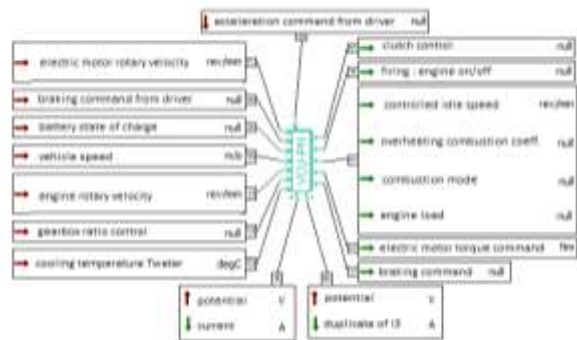 acceleration command from driver null
electric motor rotary velocity rev/min
braking command from driver null
battery state of charge null
vehicle speed m/s
engine rotary velocity rev/min
gearbox ratio control null
cooling temperature Twater degC
clutch control null
firing : engine on/off null
controlled idle speed rev/min
overheating combustion coeff. null
combustion mode null
engine load null
electric motor torque command Nm
braking command null
potential V
current A
potential V
duplicate of i3 A